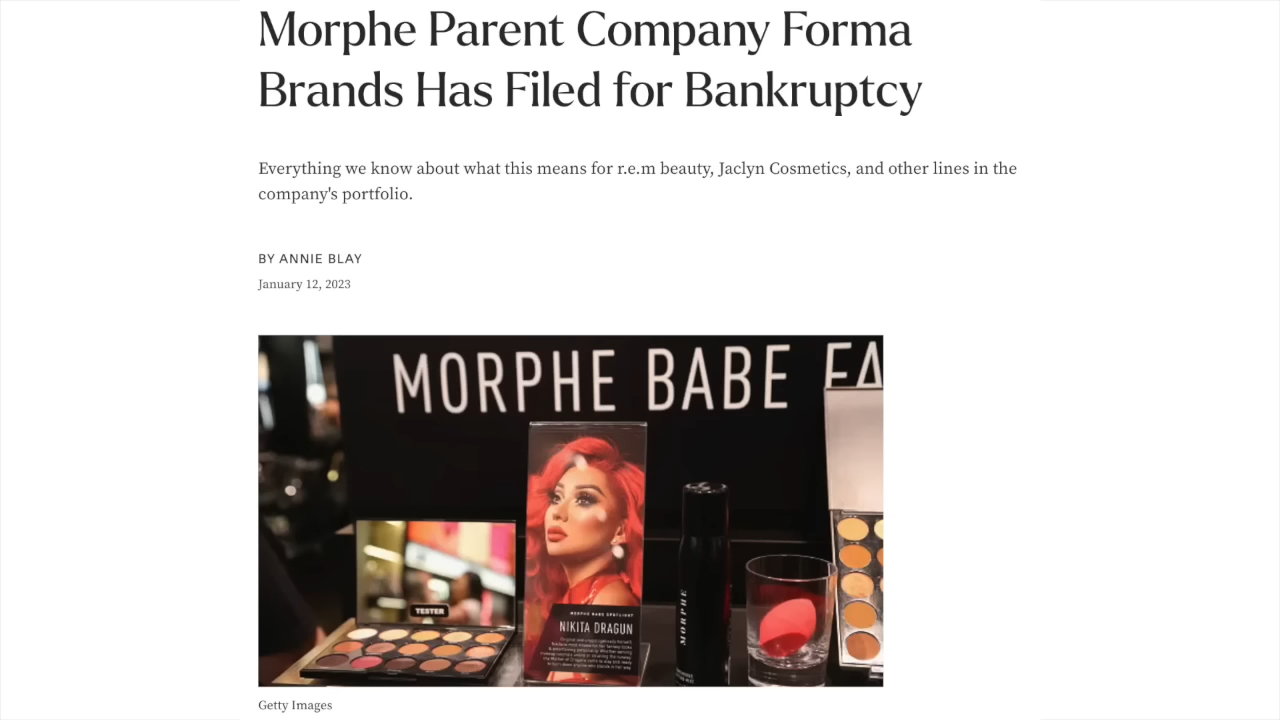 Morphe Parent Company Forma
Brands Has Filed for Bankruptcy
Everything we know about what this means for r.e.m beauty, Jaclyn Cosmetics, and other lines in the
company's portfolio.
BY ANNIE BLAY
January 12, 2023
MORPHE BABE FA
TESTER
MORPHE BABE SPOTLIGHT
NIKITA DRAGUN
MORPHE
Getty Images